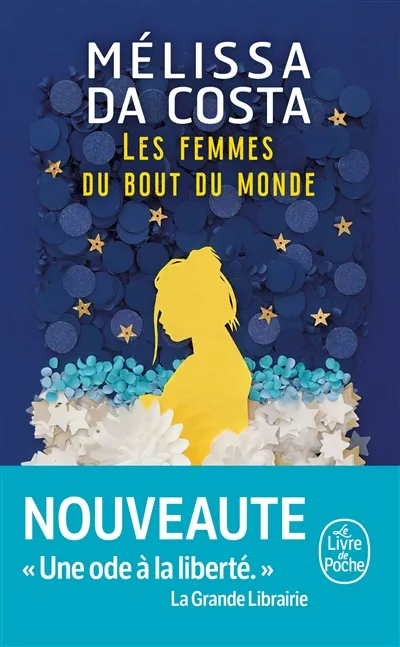 MÉLISSA
DA COSTA
LES FEMMES
DU BOUT DU MONDE
NOUVEAUTE
« Une ode à la liberté. »
La Grande Librairie
Le
Livre
de
Poche